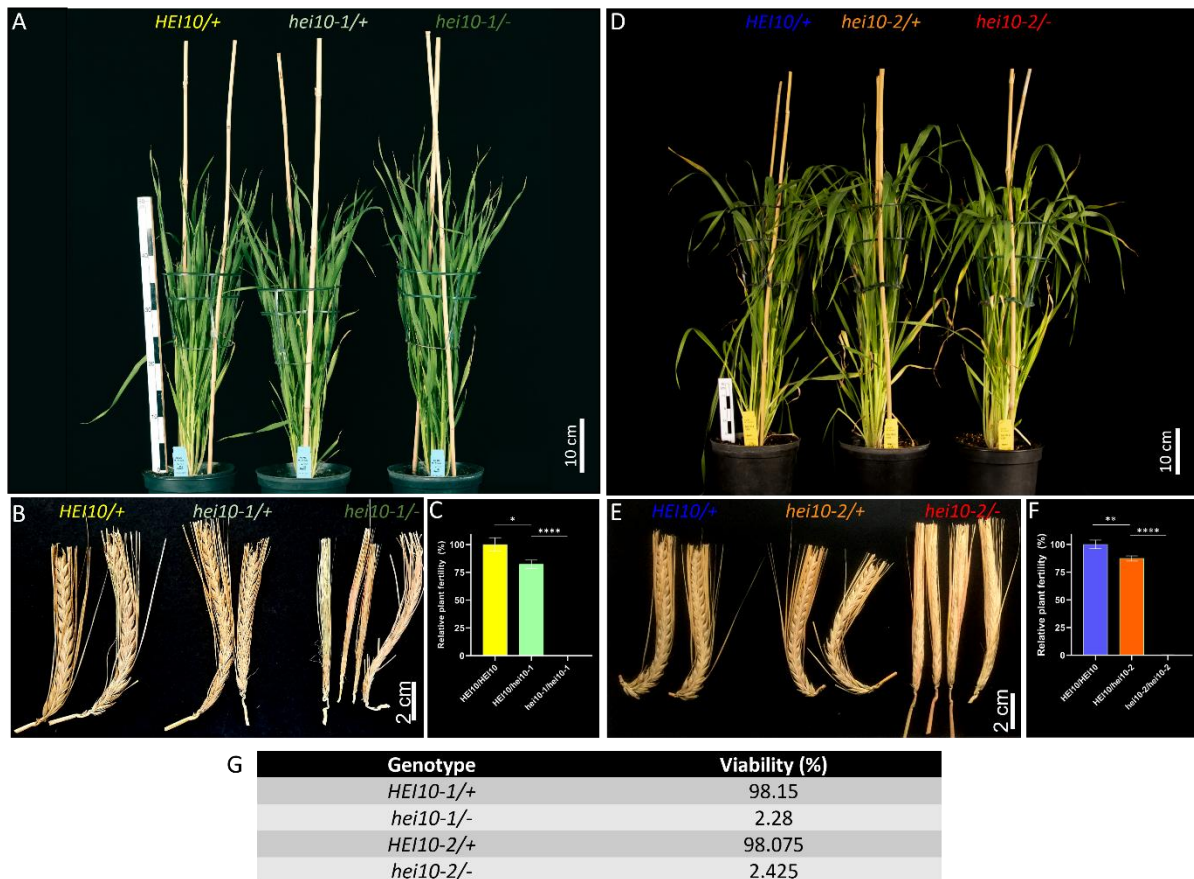 A
HEI10/+ hei10-1/+ hei10-1/-
10 cm
D
HEI10/+ hei10-2/+ hei10-2/-
10 cm
B
HEI10/+ hei10-1/+ hei10-1/-
2 cm
C
Relative plant fertility (%)
100
75
50
25
0
*
****
HEI10/HEI10
HEI10/hei10-1
hei10-1/hei10-1
E
HEI10/+ hei10-2/+ hei10-2/-
2 cm
F
Relative plant fertility (%)
100
75
50
25
0
**
****
HEI10/HEI10
HEI10/hei10-2
hei10-2/hei10-2
G
Genotype Viability (%)
HEI10-1/+ 98.15
hei10-1/- 2.28
HEI10-2/+ 98.075
hei10-2/- 2.425